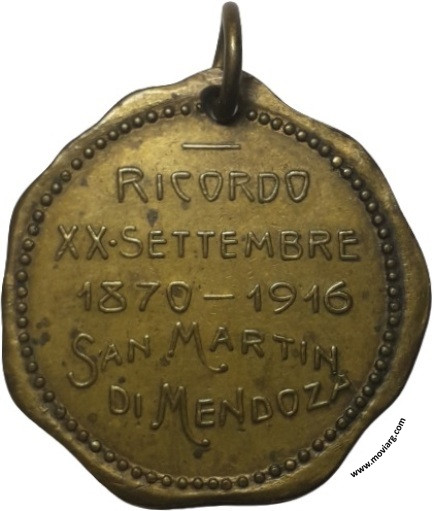 RICORDO
XX·SETTEMBRE
1870–1916
SAN MARTIN
DI MENDOZA
www.moviarg.com